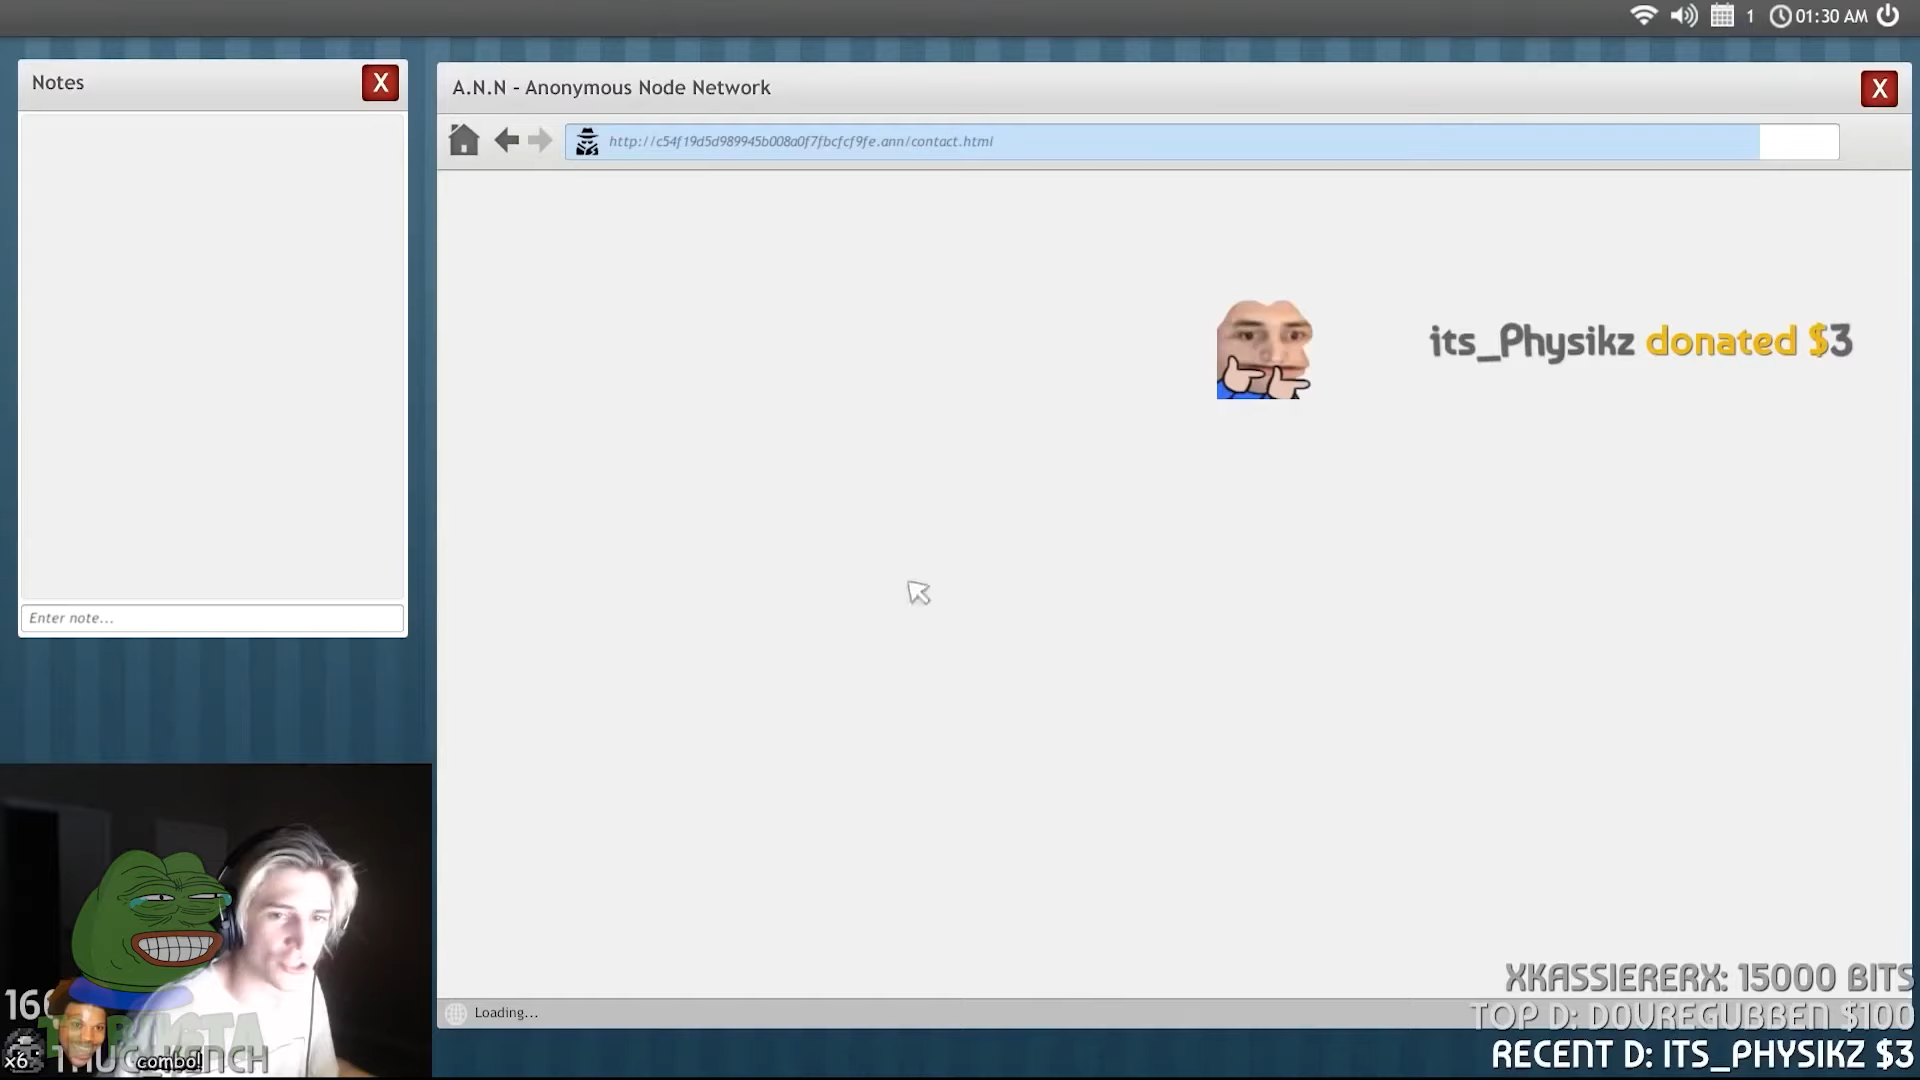 1 01:30 AM
Notes
X
A.N.N - Anonymous Node Network
X
http://c54f19d5d989945b008a0f7fbcfcf9fe.ann/contact.html
its_Physikz donated $3
Enter note...
Loading...
XKASSIERERX: 15000 BITS
TOP D: DOVREGUBBEN $100
RECENT D: ITS_PHYSIKZ $3
x6
combo!